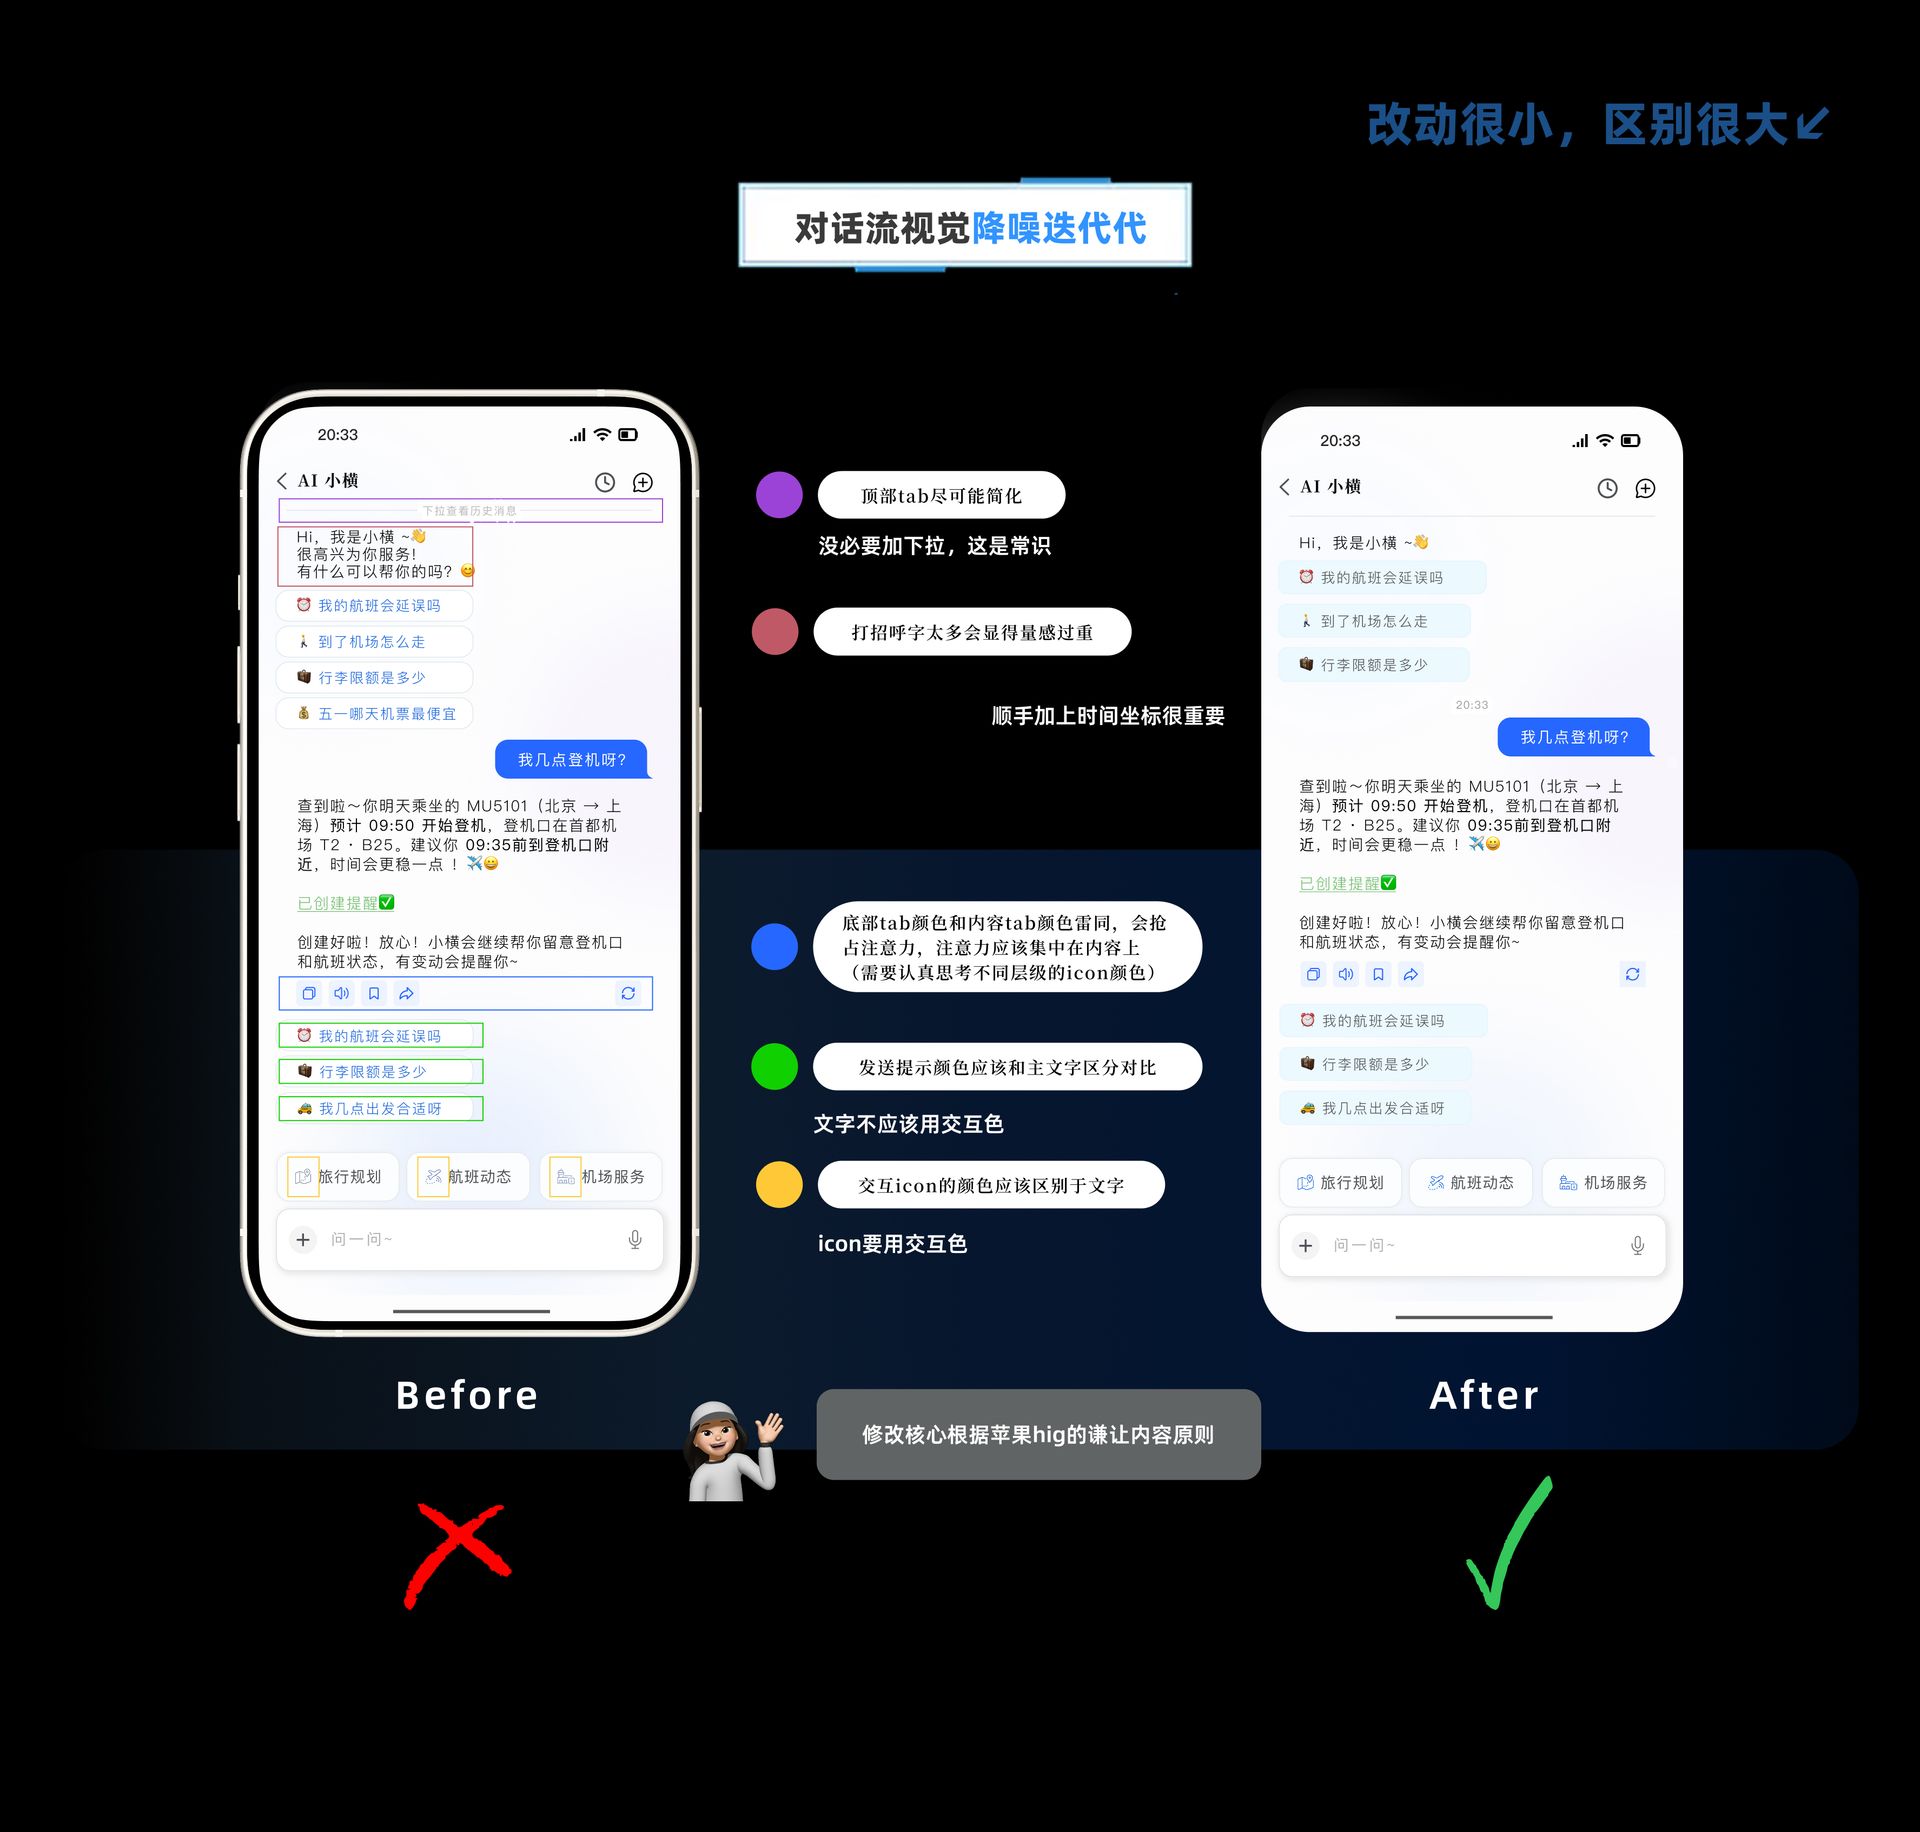 改动很小，区别很大↙
对话流视觉降噪迭代代
20:33
AI 小横
下拉查看历史消息
Hi，我是小横 ~👋
很高兴为你服务！
有什么可以帮你的吗？😊
⏰ 我的航班会延误吗
🚶 到了机场怎么走
🧳 行李限额是多少
💰 五一哪天机票最便宜
我几点登机呀？
查到啦～你明天乘坐的 MU5101（北京 → 上
海）预计 09:50 开始登机，登机口在首都机
场 T2 · B25。建议你 09:35前到登机口附
近，时间会更稳一点 ！✈️😄
已创建提醒✅
创建好啦！放心！小横会继续帮你留意登机口
和航班状态，有变动会提醒你~
⏰ 我的航班会延误吗
🧳 行李限额是多少
🚕 我几点出发合适呀
旅行规划
航班动态
机场服务
问一问~
Before
顶部tab尽可能简化
没必要加下拉，这是常识
打招呼字太多会显得量感过重
顺手加上时间坐标很重要
底部tab颜色和内容tab颜色雷同，会抢
占注意力，注意力应该集中在内容上
（需要认真思考不同层级的icon颜色）
发送提示颜色应该和主文字区分对比
文字不应该用交互色
交互icon的颜色应该区别于文字
icon要用交互色
修改核心根据苹果hig的谦让内容原则
20:33
AI 小横
Hi，我是小横 ~👋
⏰ 我的航班会延误吗
🚶 到了机场怎么走
🧳 行李限额是多少
20:33
我几点登机呀？
查到啦～你明天乘坐的 MU5101（北京 → 上
海）预计 09:50 开始登机，登机口在首都机
场 T2 · B25。建议你 09:35前到登机口附
近，时间会更稳一点 ！✈️😄
已创建提醒✅
创建好啦！放心！小横会继续帮你留意登机口
和航班状态，有变动会提醒你~
⏰ 我的航班会延误吗
🧳 行李限额是多少
🚕 我几点出发合适呀
旅行规划
航班动态
机场服务
问一问~
After